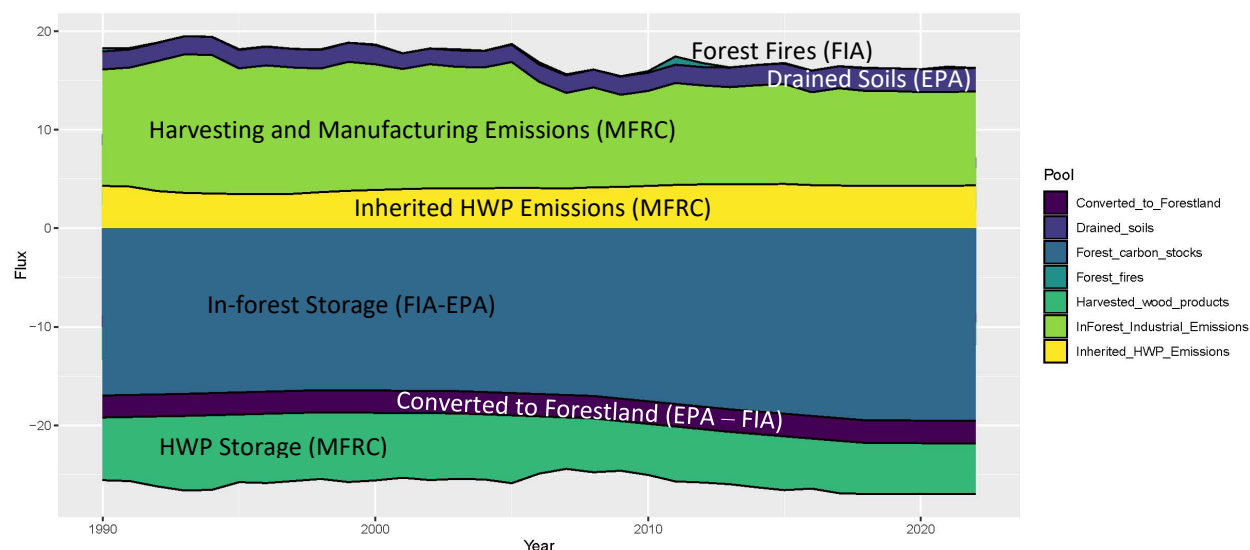 20
10
0
−10
−20
Flux
Forest Fires (FIA)
Drained Soils (EPA)
Harvesting and Manufacturing Emissions (MFRC)
Inherited HWP Emissions (MFRC)
In-forest Storage (FIA-EPA)
Converted to Forestland (EPA – FIA)
HWP Storage (MFRC)
1990
2000
2010
2020
Year
Pool
Converted_to_Forestland
Drained_soils
Forest_carbon_stocks
Forest_fires
Harvested_wood_products
InForest_Industrial_Emissions
Inherited_HWP_Emissions